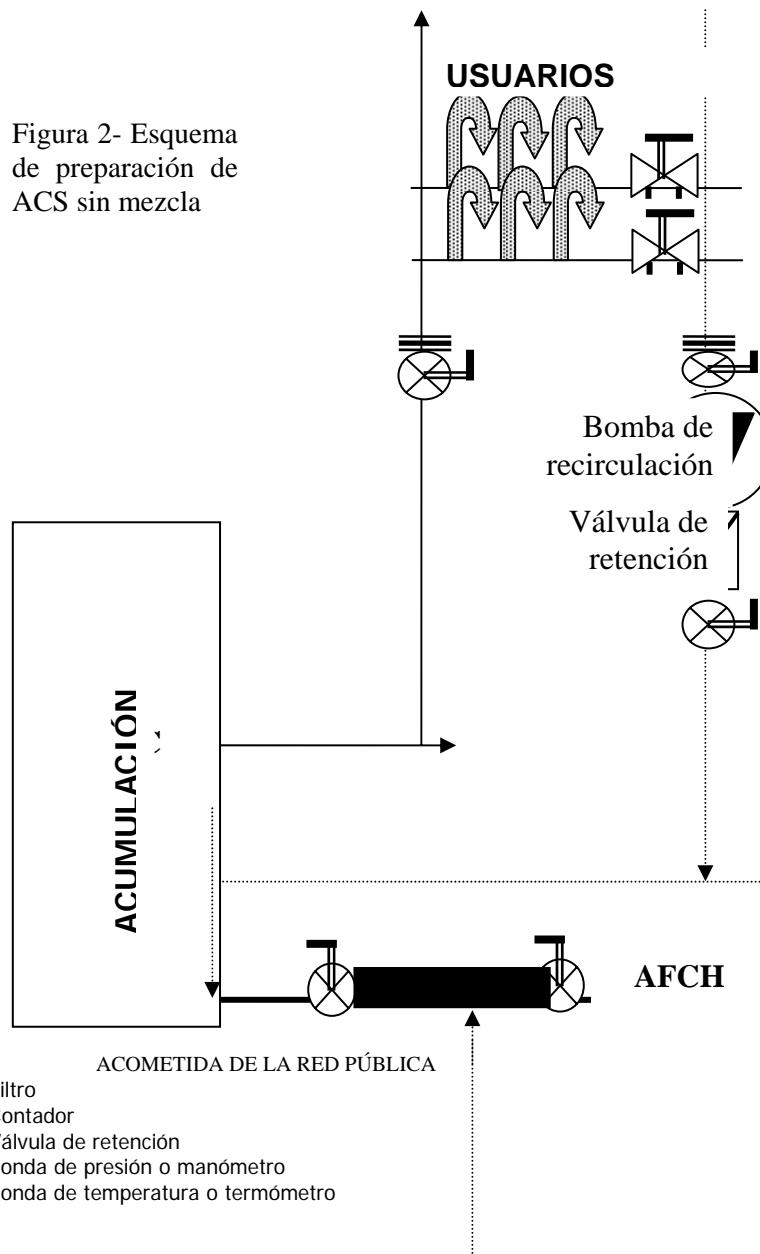 USUARIOS
Figura 2- Esquema
de preparación de
ACS sin mezcla
Bomba de
recirculación
Válvula de
retención
ACUMULACIÓN
AFCH
ACOMETIDA DE LA RED PÚBLICA
iltro
ontador
álvula de retención
onda de presión o manómetro
onda de temperatura o termómetro